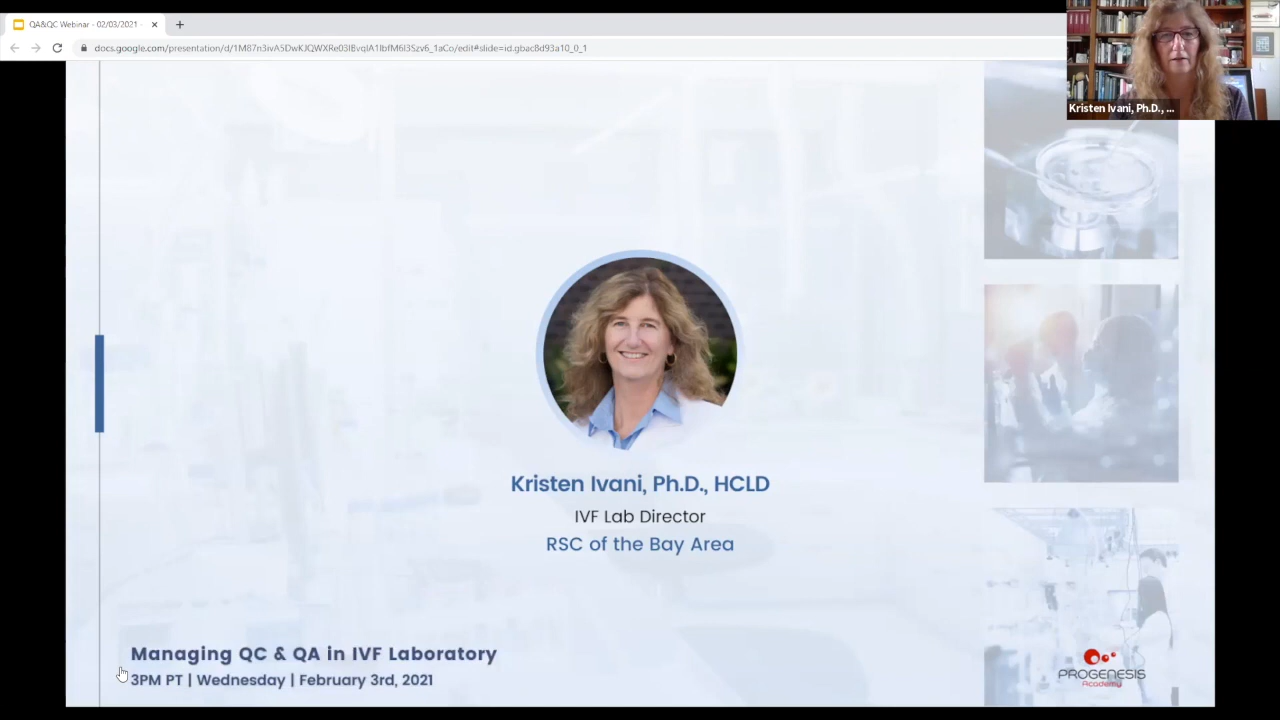 QA&QC Webinar - 02/03/2021 -
docs.google.com/presentation/d/1M87n3ivA5DwKJQWXRe03lBvqIA1lbfM6I3Szv6_1aCo/edit#slide=id.gbac8d93a10_0_1
Kristen Ivani, Ph.D., ...
Kristen Ivani, Ph.D., HCLD
IVF Lab Director
RSC of the Bay Area
Managing QC & QA in IVF Laboratory
3PM PT | Wednesday | February 3rd, 2021
PROGENESIS
Academy